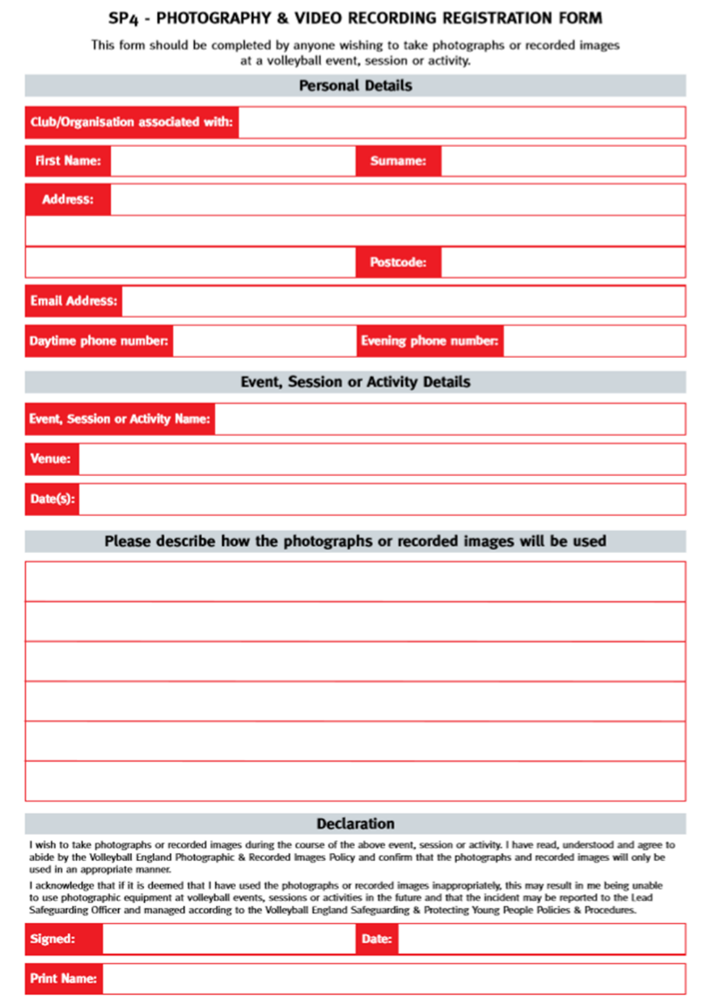 SP4 - PHOTOGRAPHY & VIDEO RECORDING REGISTRATION FORM
This form should be completed by anyone wishing to take photographs or recorded images
at a volleyball event, session or activity.
Personal Details
Club/Organisation associated with:
First Name: Surname:
Address:
Postcode:
Email Address:
Daytime phone number: Evening phone number:
Event, Session or Activity Details
Event, Session or Activity Name:
Venue:
Date(s):
Please describe how the photographs or recorded images will be used
Declaration
I wish to take photographs or recorded images during the course of the above event, session or activity. I have read, understood and agree to
abide by the Volleyball England Photographic & Recorded Images Policy and confirm that the photographs and recorded images will only be
used in an appropriate manner.
I acknowledge that if it is deemed that I have used the photographs or recorded images inappropriately, this may result in me being unable
to use photographic equipment at volleyball events, sessions or activities in the future and that the incident may be reported to the Lead
Safeguarding Officer and managed according to the Volleyball England Safeguarding & Protecting Young People Policies & Procedures.
Signed: Date:
Print Name: